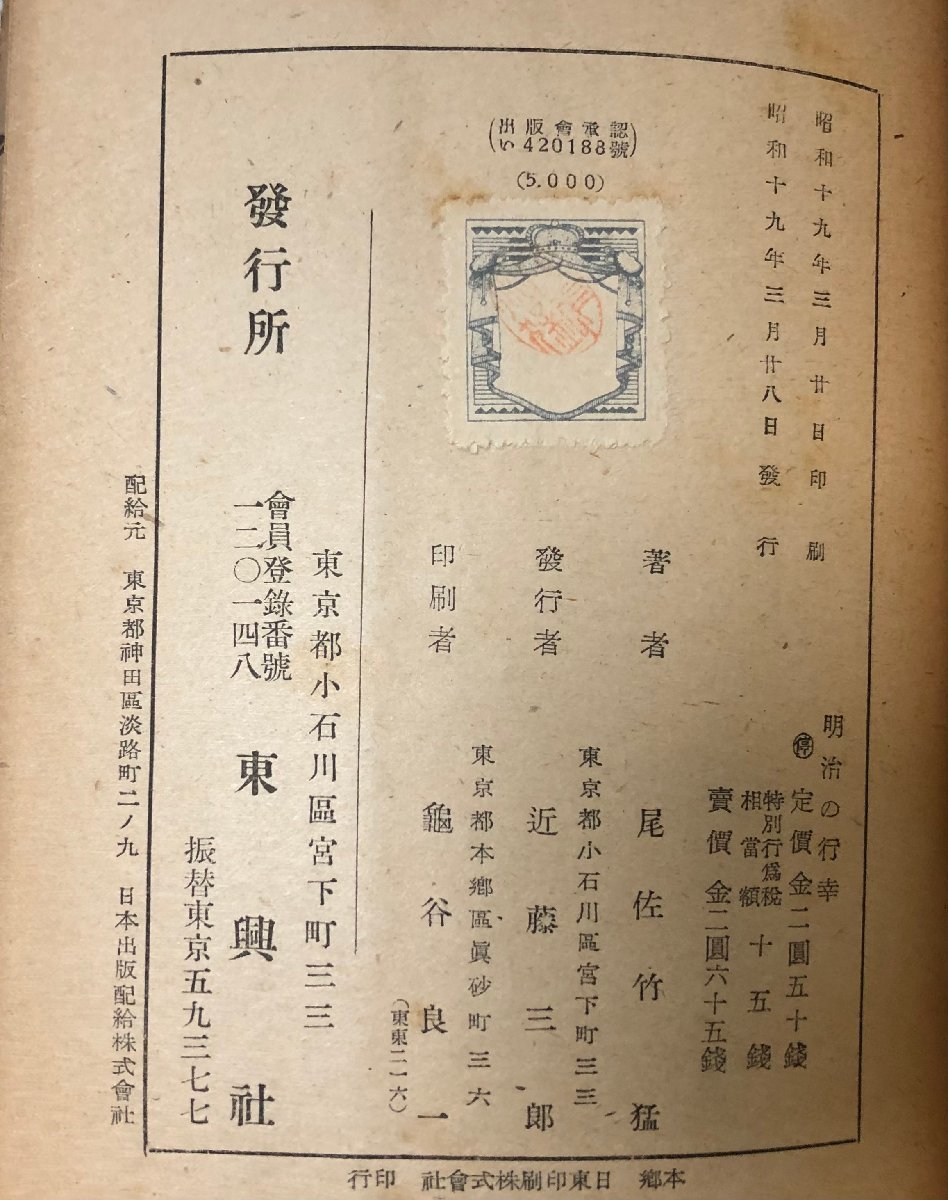 昭和十九年三月廿日印刷
昭和十九年三月廿八日發行
(出版會承認
い420188號)
(5.000)
明治の行幸
停 定價金二圓五十錢
特別行爲税
相當額
十五錢
賣價金二圓六十五錢
著者 尾佐竹猛
東京都小石川區宮下町三三
發行者 近藤三郎
東京都本鄉區眞砂町三六
印刷者 龜谷良一
(東東二一六)
東京都小石川區宮下町三三
發行所
會員登錄番號
一二〇一四八
東興社
振替東京五九三七七
配給元 東京都神田區淡路町二ノ九 日本出版配給株式會社
本鄉 日東印刷株式會社 印行